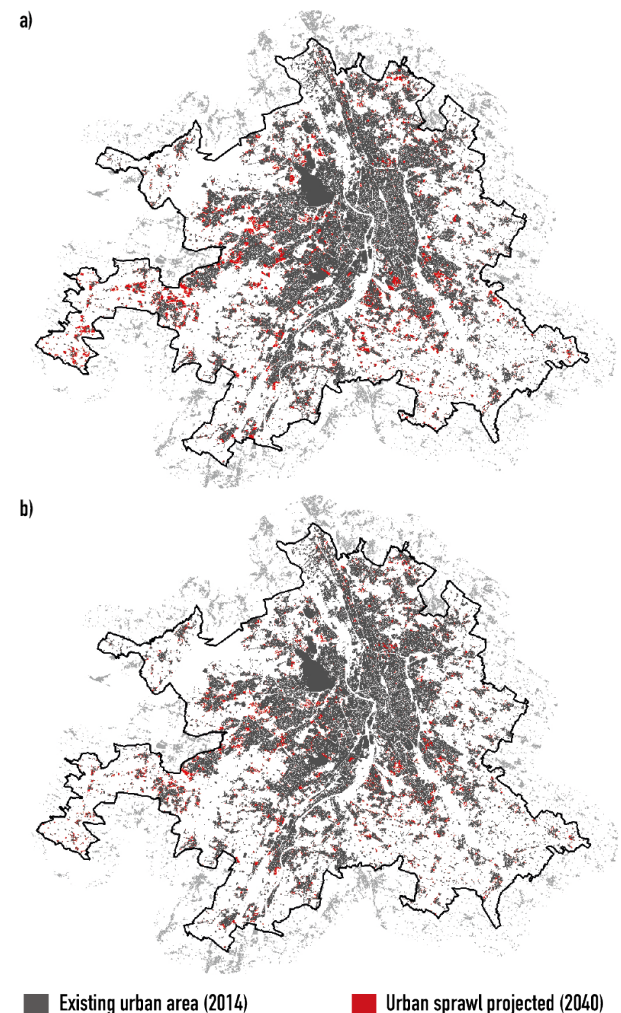 a)
b)
Existing urban area (2014)
Urban sprawl projected (2040)